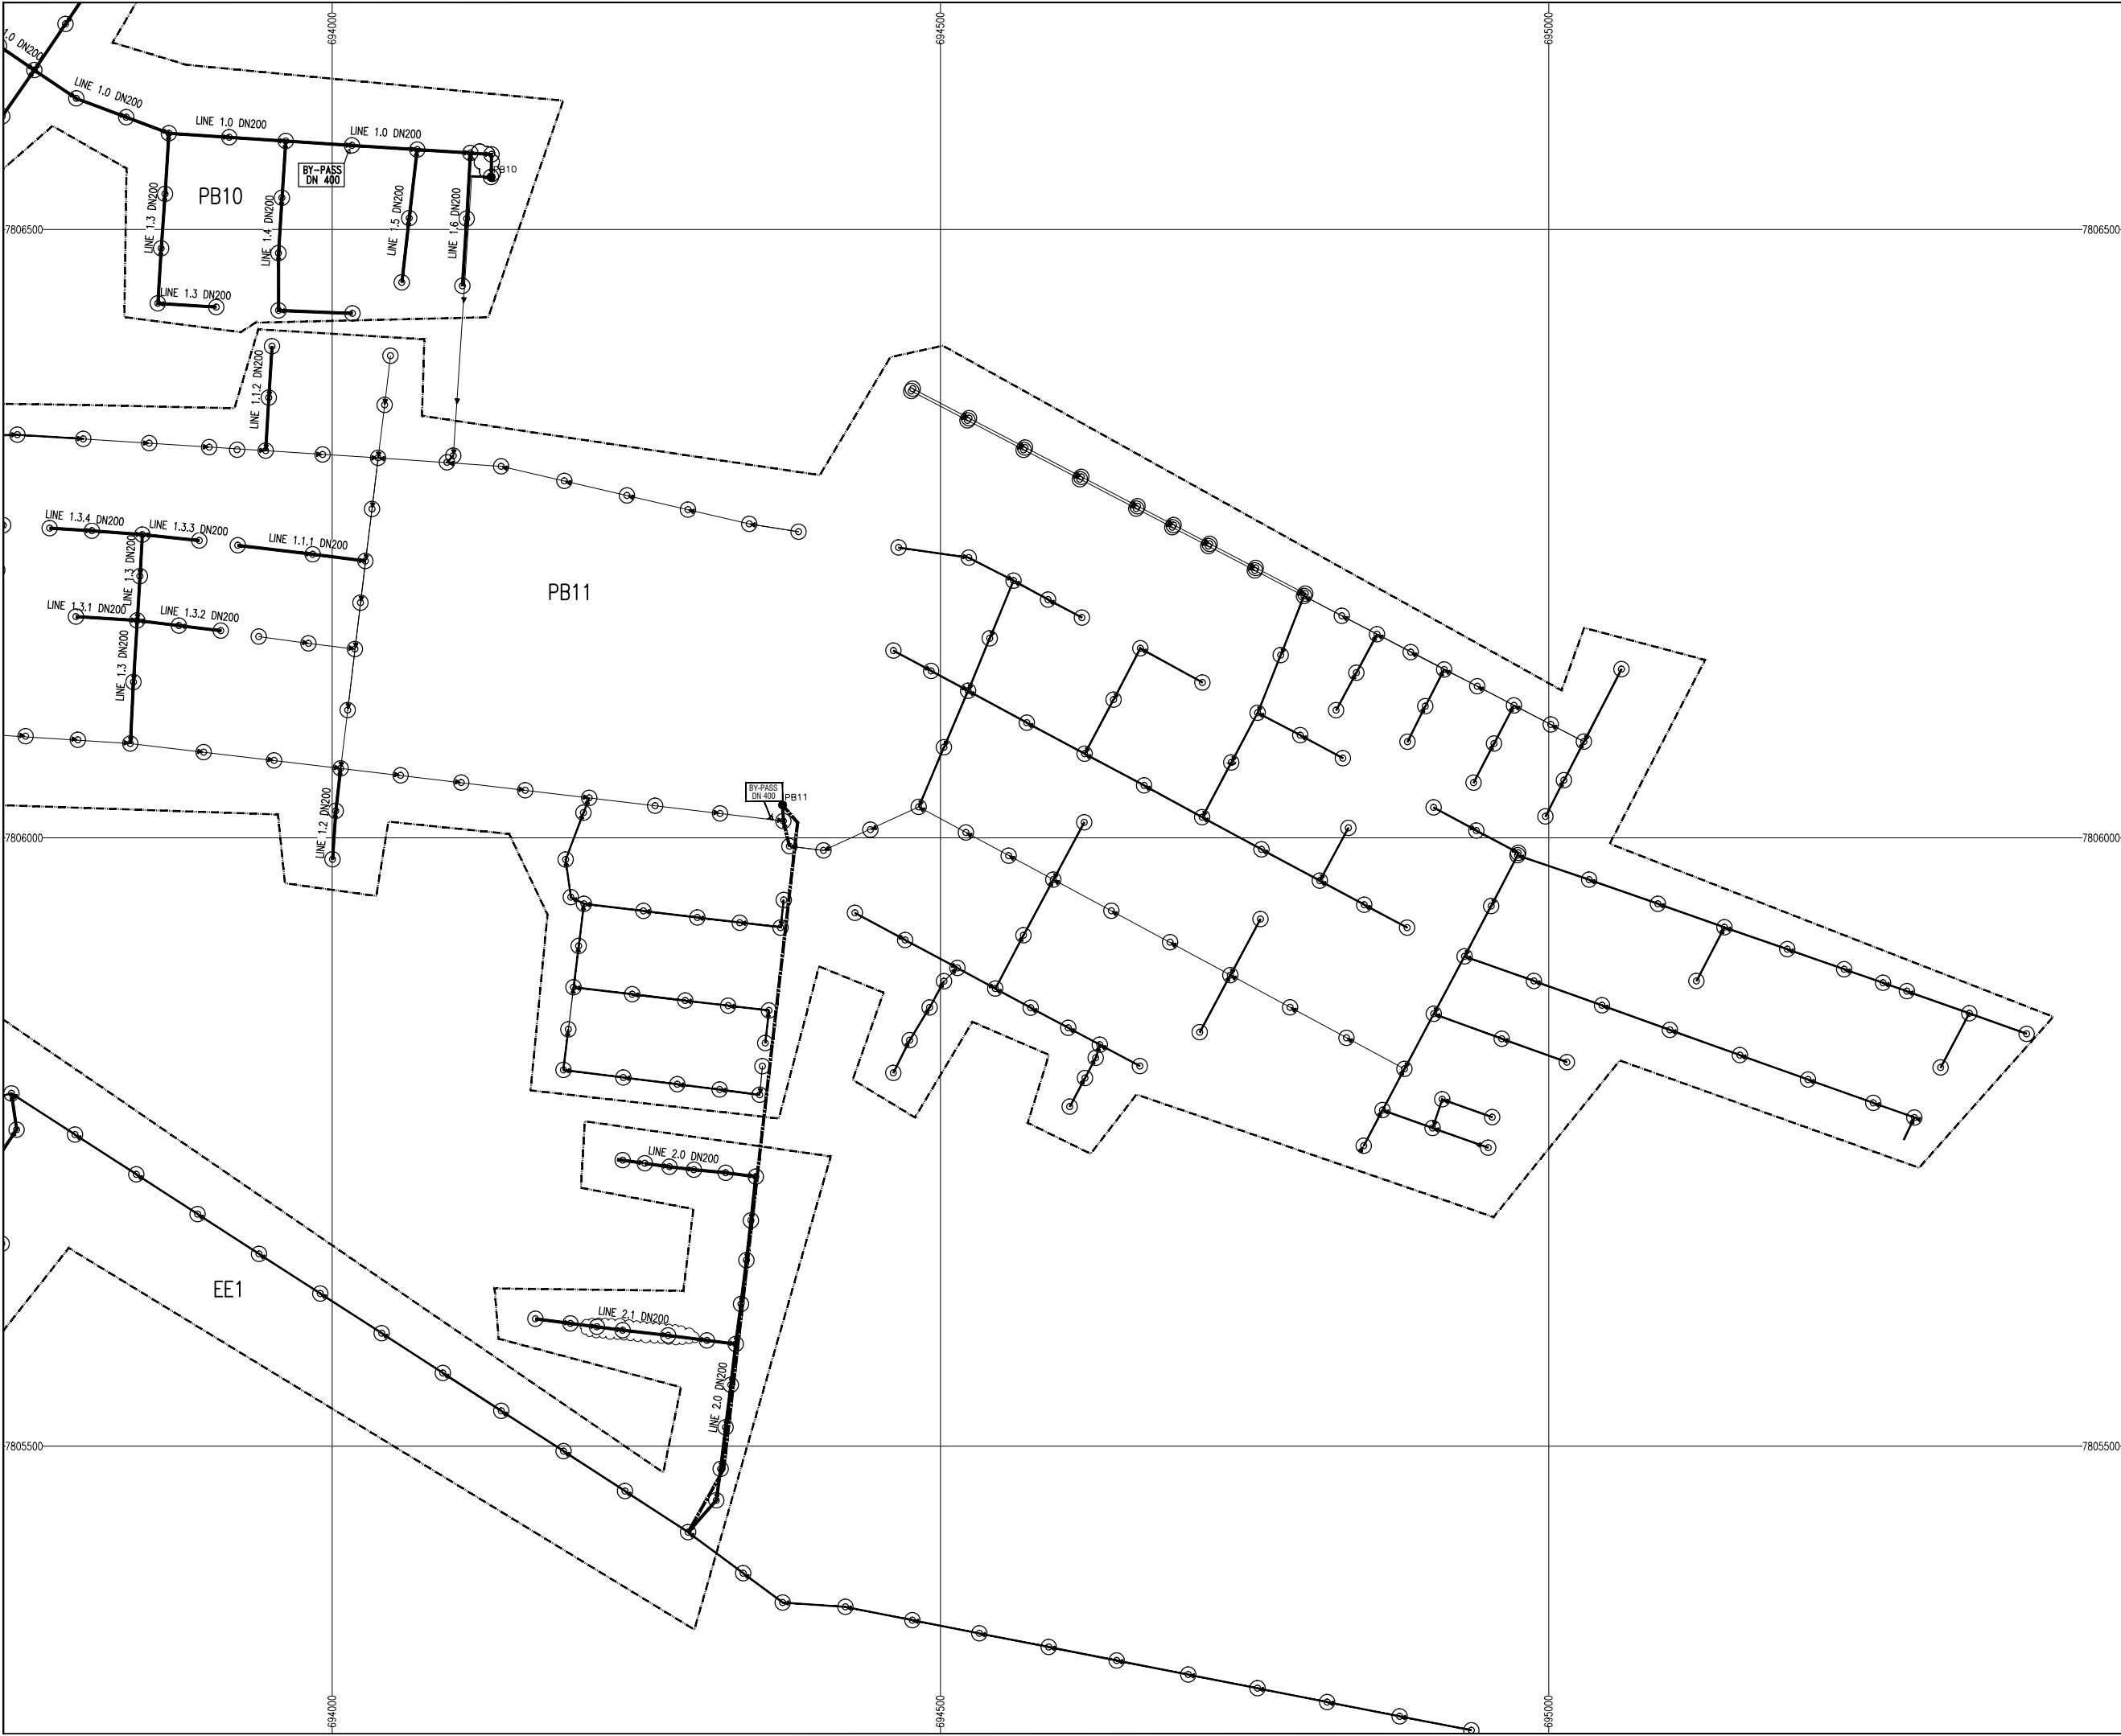 694000
694500
695000
1.0 DN200
LINE 1.0 DN200
LINE 1.0 DN200
LINE 1.0 DN200
BY-PASS
DN 400
PB10
PB10
LINE 1.3 DN200
LINE 1.4 DN200
LINE 1.5 DN200
LINE 1.6 DN200
7806500
7806500
LINE 1.3 DN200
LINE 1.1.2 DN200
LINE 1.3.4 DN200
LINE 1.3.3 DN200
LINE 1.1.1 DN200
LINE 1.3 DN200
PB11
LINE 1.3.1 DN200
LINE 1.3.2 DN200
LINE 1.3 DN200
BY-PASS
DN 400
PB11
LINE 1.2 DN200
7806000
7806000
LINE 2.0 DN200
EE1
LINE 2.1 DN200
LINE 2.0 DN200
7805500
7805500
694000
694500
695000